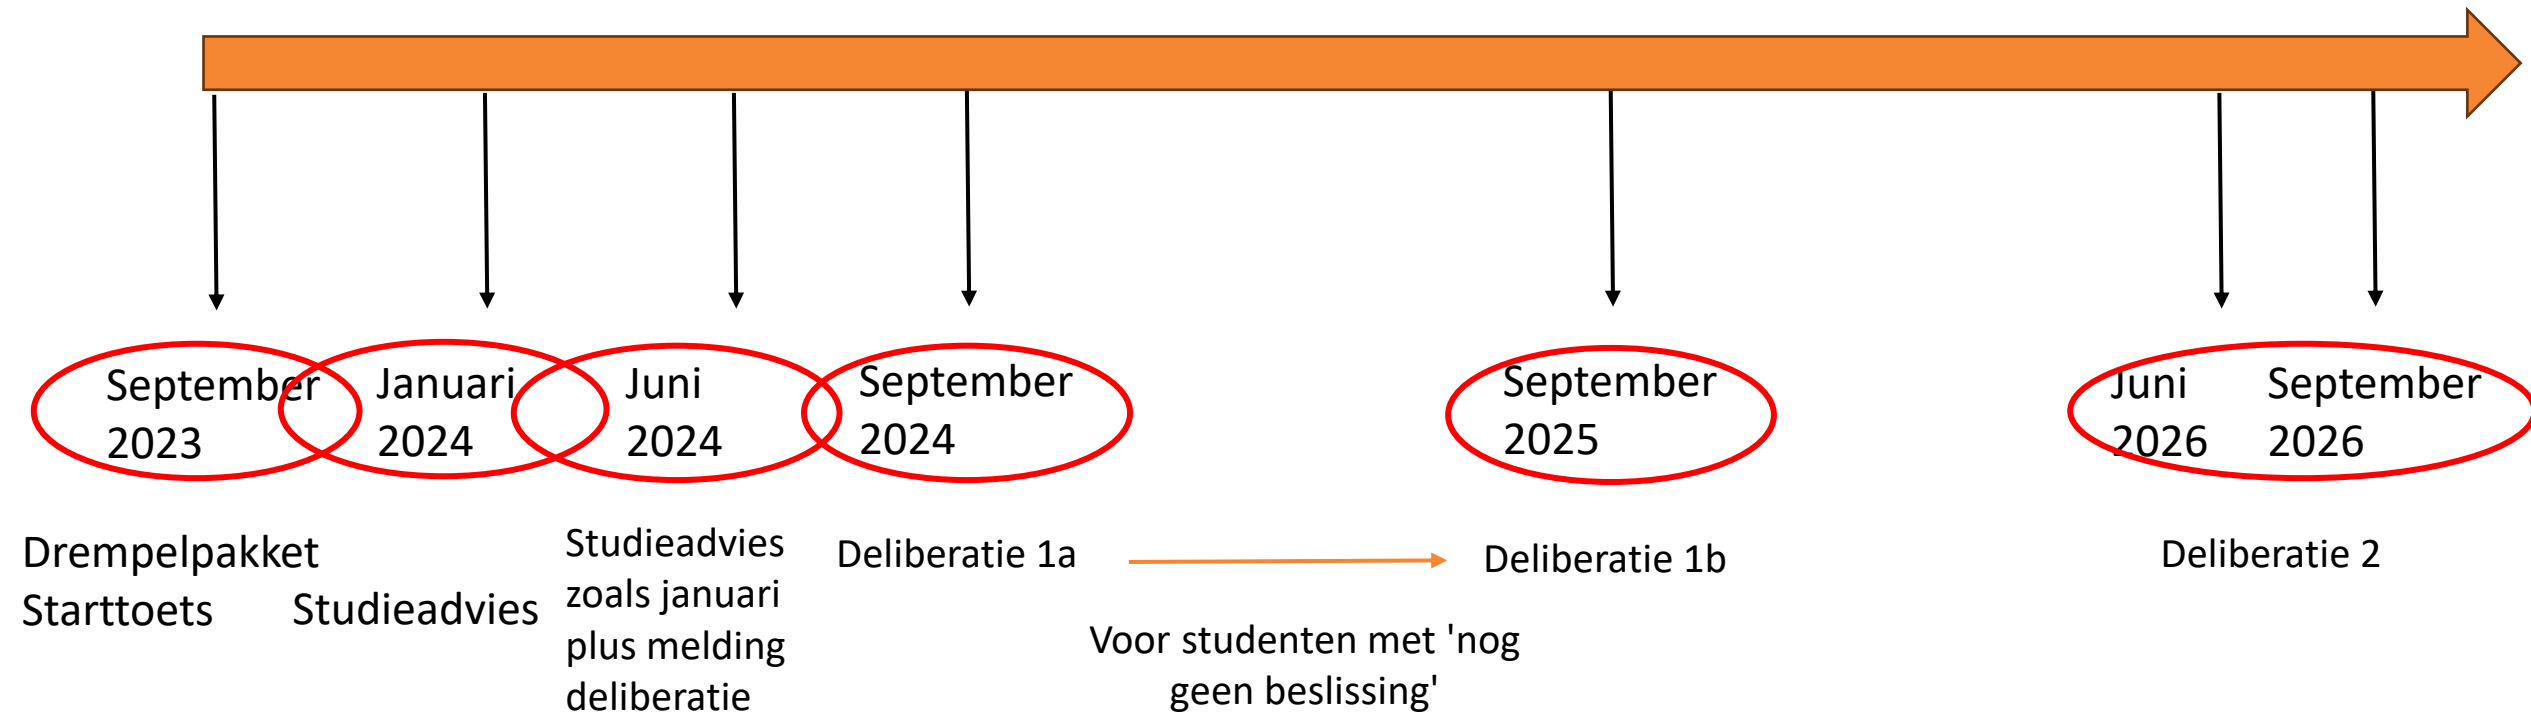 September
2023
Januari
2024
Juni
2024
September
2024
September
2025
Juni
2026
September
2026
Drempelpakket
Starttoets
Studieadvies
Studieadvies
zoals januari
plus melding
deliberatie
Deliberatie 1a
Voor studenten met 'nog
geen beslissing'
Deliberatie 1b
Deliberatie 2